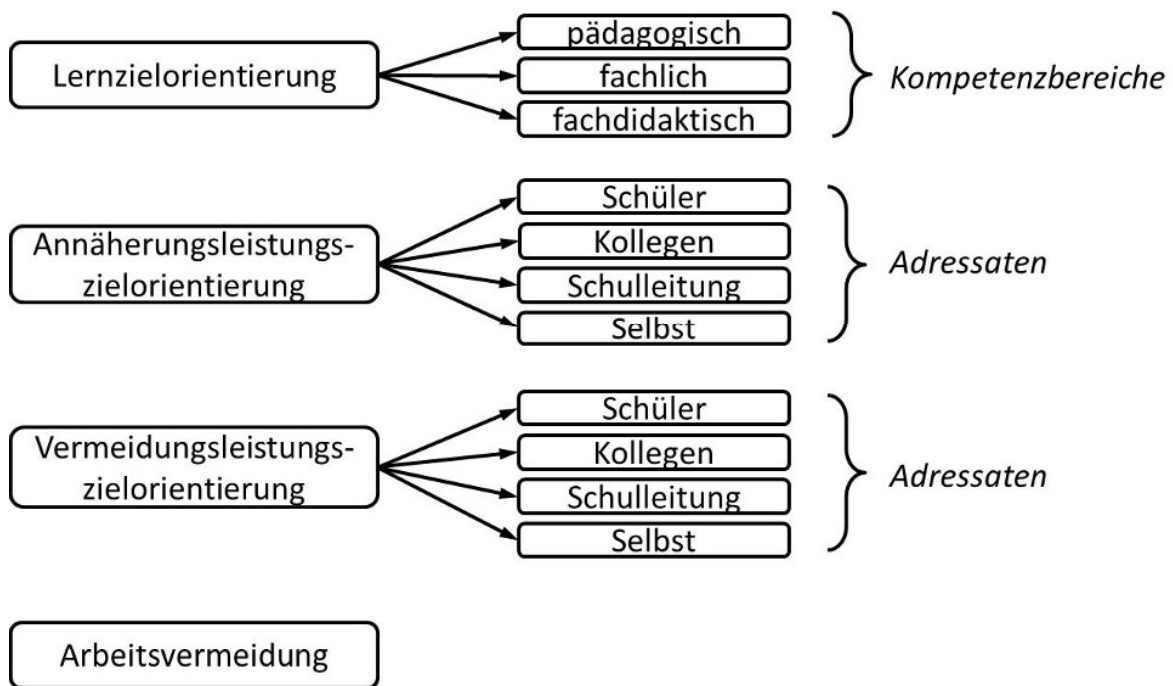 Lernzielorientierung
pädagogisch
fachlich
fachdidaktisch
Kompetenzbereiche
Annäherungsleistungs-
zielorientierung
Schüler
Kollegen
Schulleitung
Selbst
Adressaten
Vermeidungsleistungs-
zielorientierung
Schüler
Kollegen
Schulleitung
Selbst
Adressaten
Arbeitsvermeidung